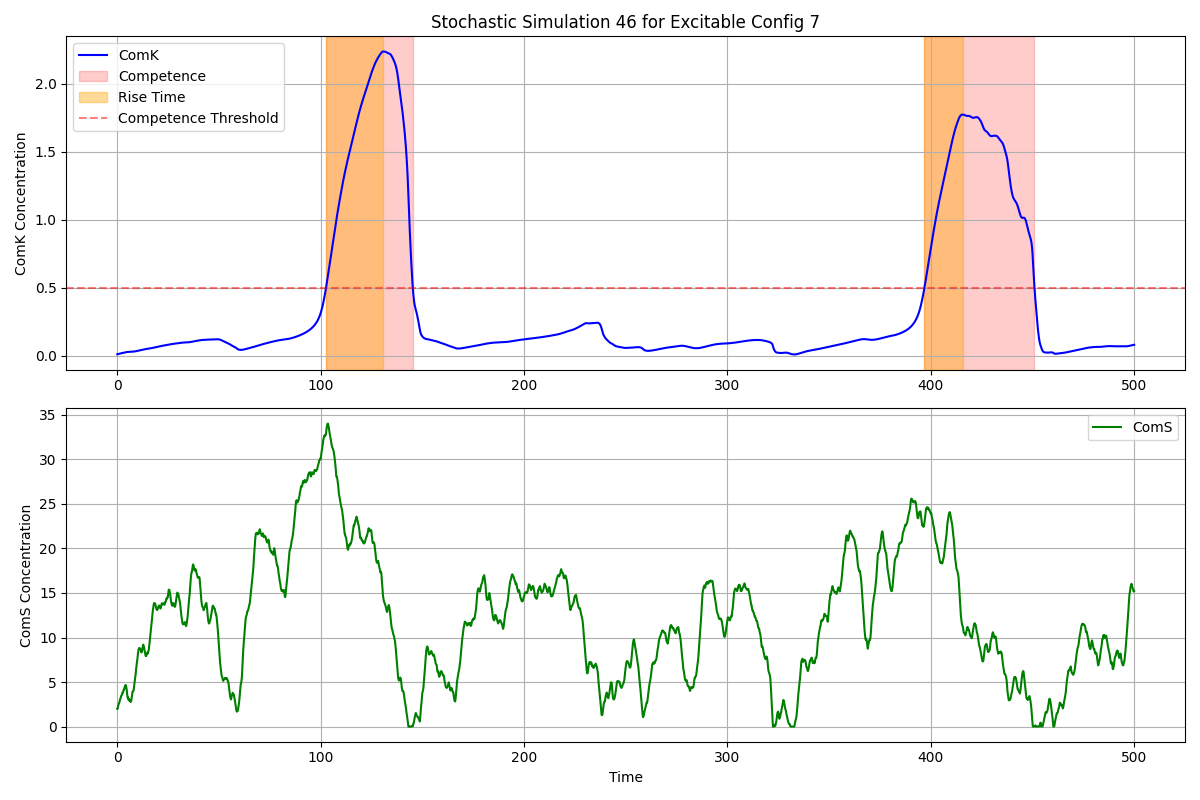 Stochastic Simulation 46 for Excitable Config 7
ComK
Competence
Rise Time
Competence Threshold
ComK Concentration
2.0
1.5
1.0
0.5
0.0
0 100 200 300 400 500
ComS
ComS Concentration
35
30
25
20
15
10
5
0
0 100 200 300 400 500
Time